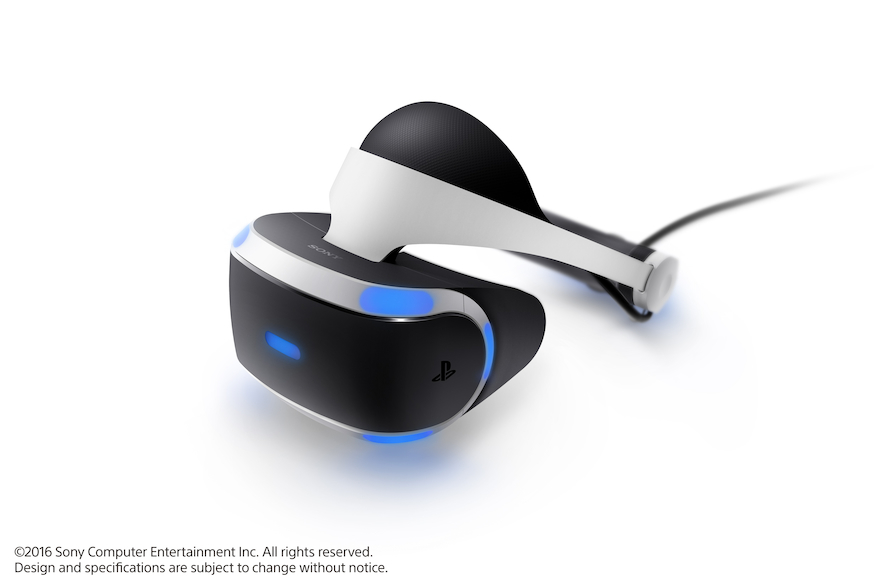 SONY
©2016 Sony Computer Entertainment Inc. All rights reserved.
Design and specifications are subject to change without notice.